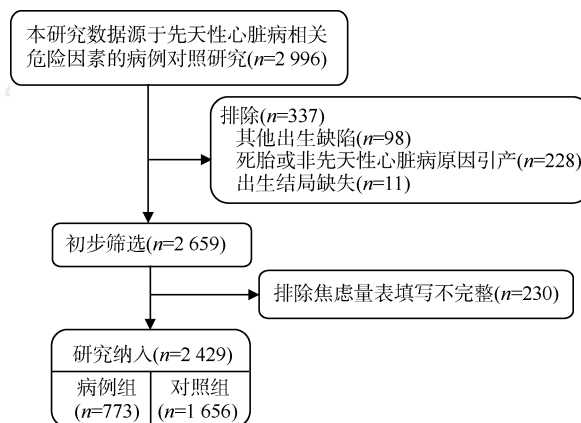 本研究数据源于先天性心脏病相关
危险因素的病例对照研究(n=2 996)
排除(n=337)
其他出生缺陷(n=98)
死胎或非先天性心脏病原因引产(n=228)
出生结局缺失(n=11)
初步筛选(n=2 659)
排除焦虑量表填写不完整(n=230)
研究纳入(n=2 429)
病例组
(n=773)
对照组
(n=1 656)